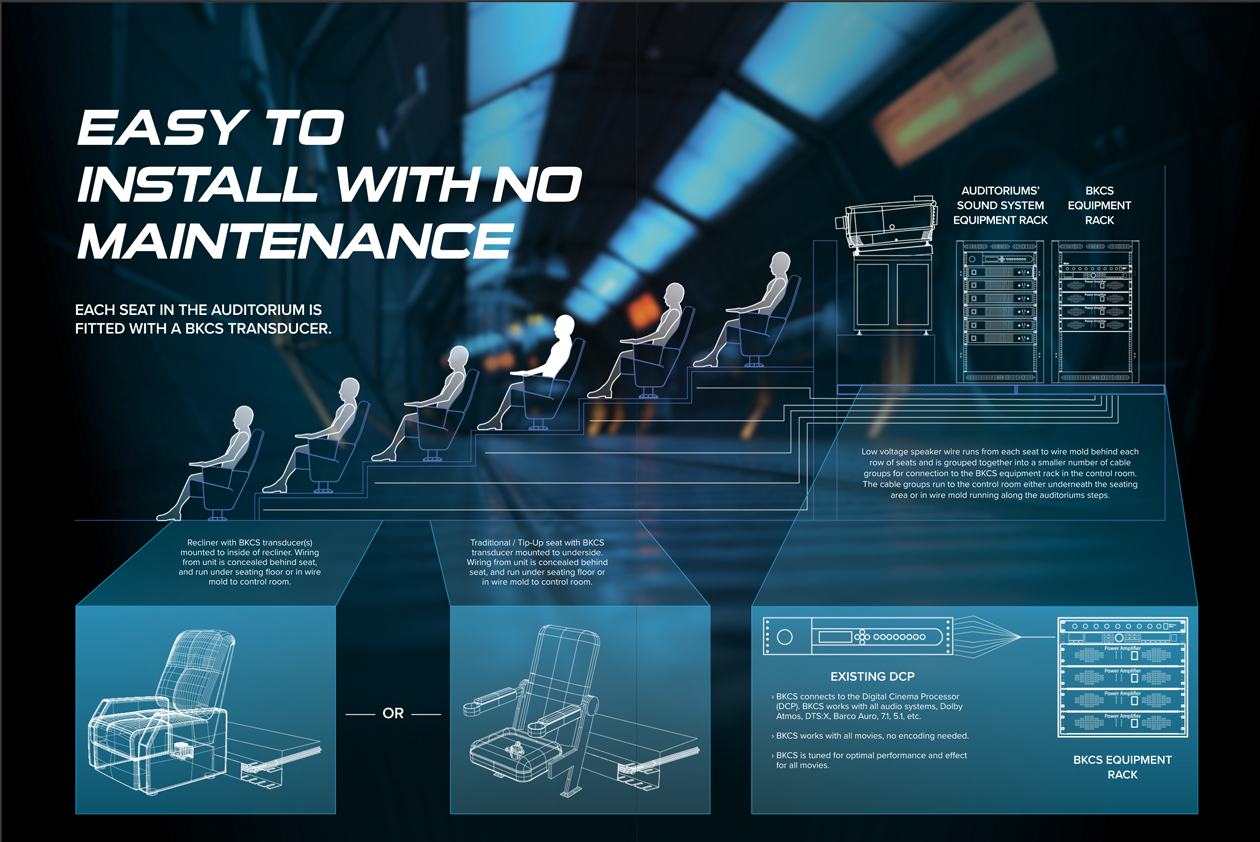 EASY TO
INSTALL WITH NO
MAINTENANCE
EACH SEAT IN THE AUDITORIUM IS
FITTED WITH A BKCS TRANSDUCER.
AUDITORIUMS'
SOUND SYSTEM
EQUIPMENT RACK
BKCS
EQUIPMENT
RACK
Power Amplifier
Power Amplifier
Power Amplifier
Power Amplifier
Low voltage speaker wire runs from each seat to wire mold behind each
row of seats and is grouped together into a smaller number of cable
groups for connection to the BKCS equipment rack in the control room.
The cable groups run to the control room either underneath the seating
area or in wire mold running along the auditoriums steps.
Recliner with BKCS transducer(s)
mounted to inside of recliner. Wiring
from unit is concealed behind seat,
and run under seating floor or in wire
mold to control room.
OR
Traditional / Tip-Up seat with BKCS
transducer mounted to underside.
Wiring from unit is concealed behind
seat, and run under seating floor or
in wire mold to control room.
EXISTING DCP
› BKCS connects to the Digital Cinema Processor
(DCP). BKCS works with all audio systems, Dolby
Atmos, DTS:X, Barco Auro, 7.1, 5.1, etc.
› BKCS works with all movies, no encoding needed.
› BKCS is tuned for optimal performance and effect
for all movies.
Power Amplifier
Power Amplifier
Power Amplifier
Power Amplifier
BKCS EQUIPMENT
RACK